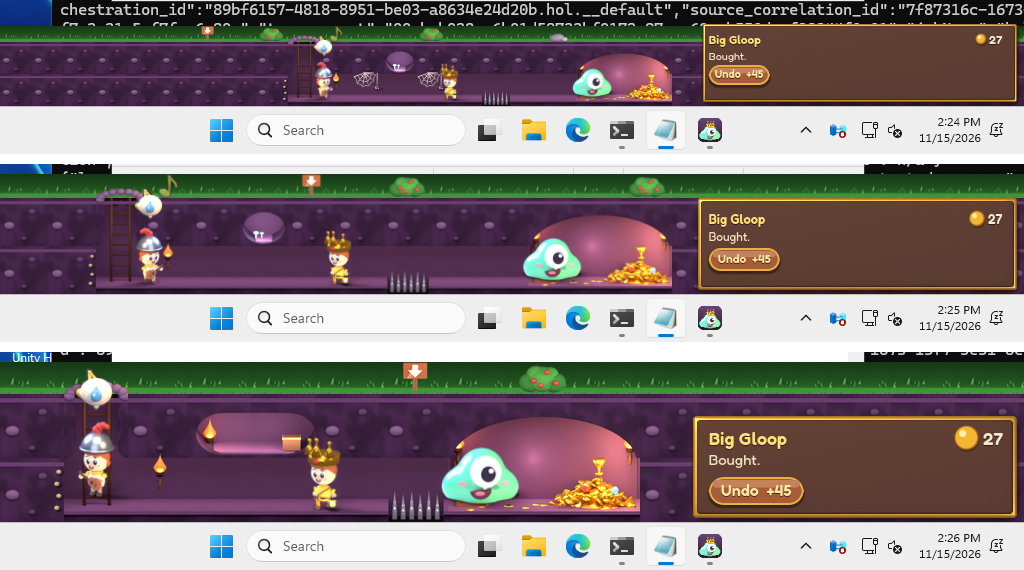 chestration_id":"89bf6157-4818-8951-be03-a8634e24d20b.hol.__default","source_correlation_id":"7f87316c-1673
Big Gloop
27
Bought.
Undo +45
Search
2:24 PM
11/15/2026
Big Gloop
27
Bought.
Undo +45
Search
2:25 PM
11/15/2026
Unity H
Big Gloop
27
Bought.
Undo +45
Search
2:26 PM
11/15/2026